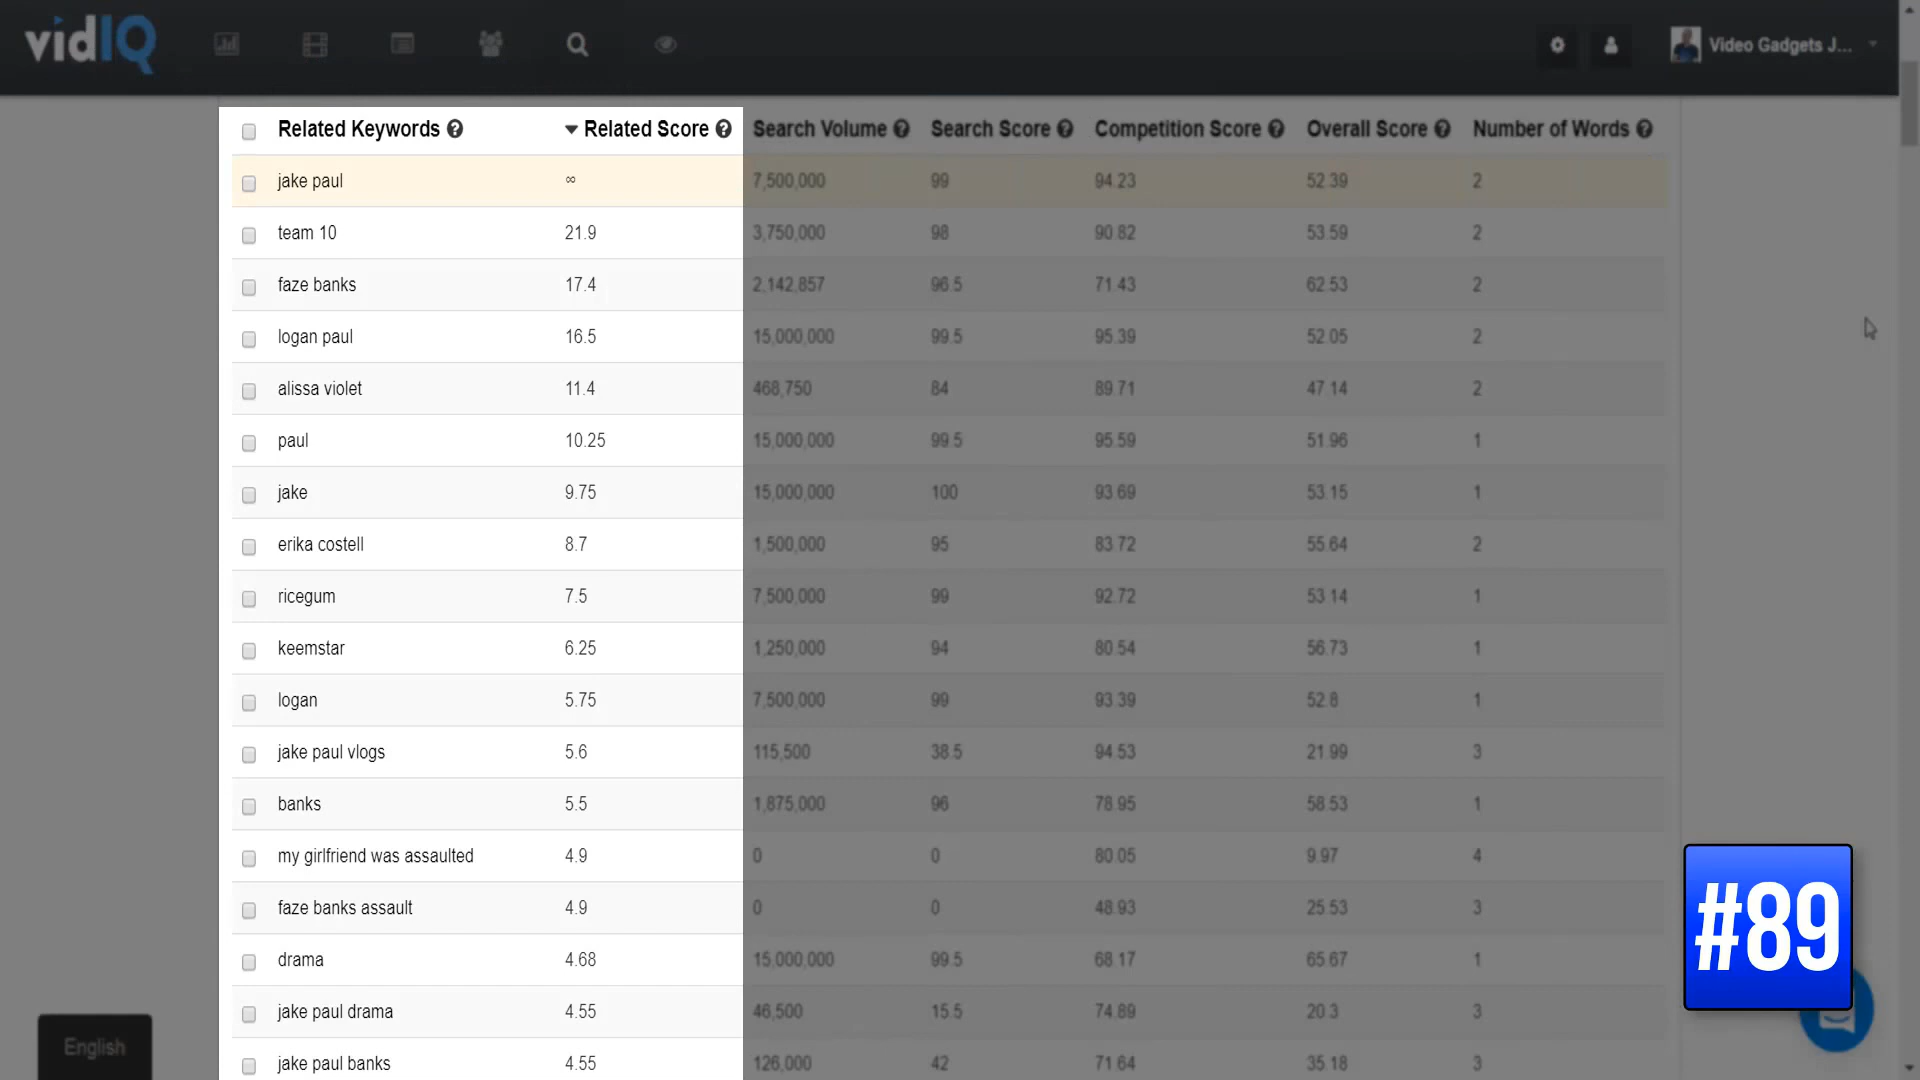 vidIQ
Video Gadgets J...
Related Keywords Related Score Search Volume Search Score Competition Score Overall Score Number of Words
jake paul ∞ 7,500,000 99 94.23 52.39 2
team 10 21.9 3,750,000 98 90.82 53.59 2
faze banks 17.4 2,142,857 96.5 71.43 62.53 2
logan paul 16.5 15,000,000 99.5 95.39 52.05 2
alissa violet 11.4 468,750 84 89.71 47.14 2
paul 10.25 15,000,000 99.5 95.59 51.96 1
jake 9.75 15,000,000 100 93.69 53.15 1
erika costell 8.7 1,500,000 95 83.72 55.64 2
ricegum 7.5 7,500,000 99 92.72 53.14 1
keemstar 6.25 1,250,000 94 80.54 56.73 1
logan 5.75 7,500,000 99 93.39 52.8 1
jake paul vlogs 5.6 115,500 38.5 94.53 21.99 3
banks 5.5 1,875,000 96 78.95 58.53 1
my girlfriend was assaulted 4.9 0 0 80.05 9.97 4
faze banks assault 4.9 0 0 48.93 25.53 3
drama 4.68 15,000,000 99.5 68.17 65.67 1
jake paul drama 4.55 46,500 15.5 74.89 20.3 3
jake paul banks 4.55 126,000 42 71.64 35.18 3
#89
English